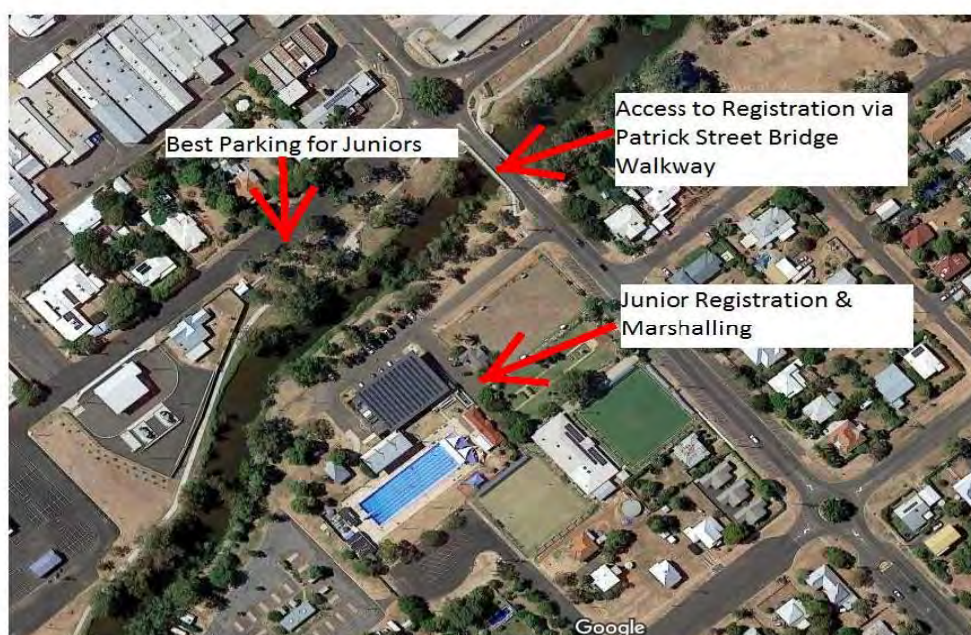 Best Parking for Juniors
Access to Registration via
Patrick Street Bridge
Walkway
Junior Registration &
Marshalling
Google